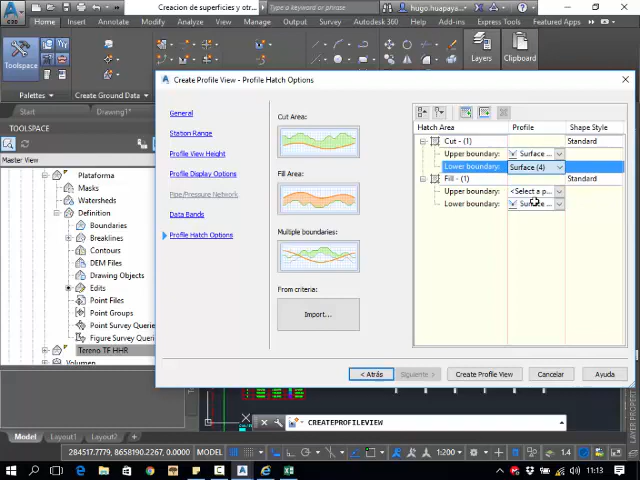 Creacion de superficies y otr...
Type a keyword or phrase
hugo.huapaya...
Home
Insert
Annotate
Modify
Analyze
View
Manage
Output
Survey
Autodesk 360
Help
Add-ins
Express Tools
Featured Apps
Toolspace
Layers
Clipboard
Palettes
Create Ground Data
Start
Drawing1*
TOOLSPACE
Master View
Plataforma
Masks
Watersheds
Definition
Boundaries
Breaklines
Contours
DEM Files
Drawing Objects
Edits
Point Files
Point Groups
Point Survey Querie
Figure Survey Querie
Tereno TF HHR
Volumen
Create Profile View - Profile Hatch Options
General
Station Range
Profile View Height
Profile Display Options
Pipe/Pressure Network
Data Bands
Profile Hatch Options
Cut Area:
Fill Area:
Multiple boundaries:
From criteria:
Import...
Hatch Area
Profile
Shape Style
Cut - (1)
Standard
Upper boundary:
Surface ...
Lower boundary:
Surface (4)
Fill - (1)
Standard
Upper boundary:
<Select a p...
Lower boundary:
Surface ...
< Atrás
Siguiente >
Create Profile View
Cancelar
Ayuda
CREATEPROFILEVIEW
Model
Layout1
Layout2
+
284517.7779, 8658190.2267, 0.0000
MODEL
1:200
1:4
LAYER PROPERTI
11:13